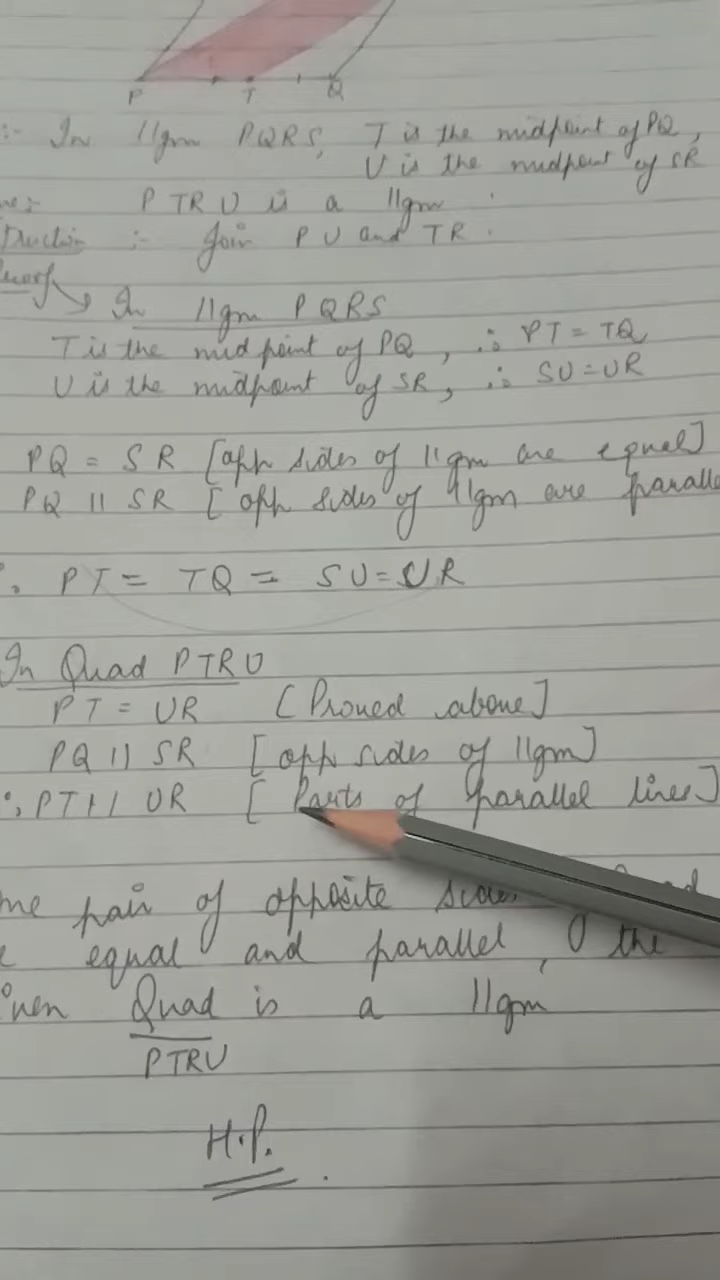 P T Q
:- In ||gm PQRS, T is the midpoint of PQ,
U is the midpoint of SR
PTRU is a ||gm
:- Join PU and TR.
In ||gm PQRS
T is the midpoint of PQ, ∴ PT = TQ
U is the midpoint of SR, ∴ SU = UR
PQ = SR [opp sides of ||gm are equal]
PQ || SR [opp sides of ||gm are paralle
∴ PT = TQ = SU = UR
In Quad PTRU
PT = UR [Proved above]
PQ || SR [opp sides of ||gm]
∴ PT || UR [Parts of parallel lines]
me pair of opposite
e equal and parallel, the
iven Quad is a ||gm
PTRU
H.P.